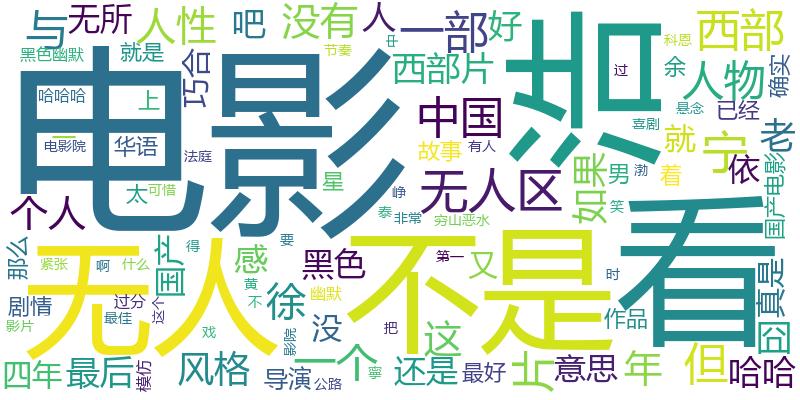 与 无所 人性 吧 没有 人 一部 好 浩 西部 科恩
黑色幽默 就是 巧合 节奏 毌 西部片 过 余 人物 确实
电影 哈哈哈 上 中国 悬念 已经
一 电影院 华语 法庭 故事 有人 喜剧 就 宁 老
太 可惜 星 峥 无人区 如果 男 渤 着 依
个人 泰 非常 穷山恶水 笑 国产电影
那么 无人 得 要 不是 看
国产 感 黑色 第一 又 真是
紧张 啊 什么 黄 不 幽默 时
剧情 过分 这个 徐 没 这 作品 囧
影片 最佳 戏 影院 把
四年 最后 模仿 风格 导演 公路 一个 寧 还是 最好 片 意思 年 但 哈哈